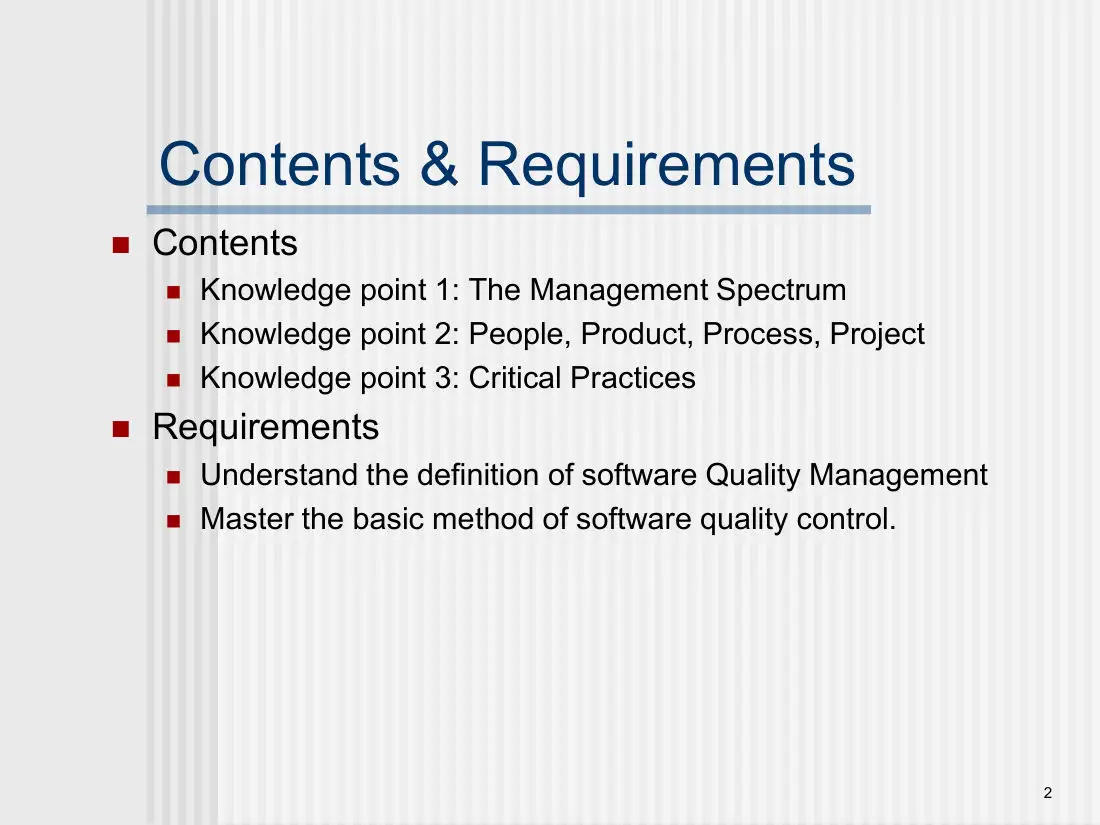 Contents & Requirements
Contents
Knowledge point 1: The Management Spectrum
Knowledge point 2: People, Product, Process, Project
Knowledge point 3: Critical Practices
Requirements
Understand the definition of software Quality Management
Master the basic method of software quality control.
2